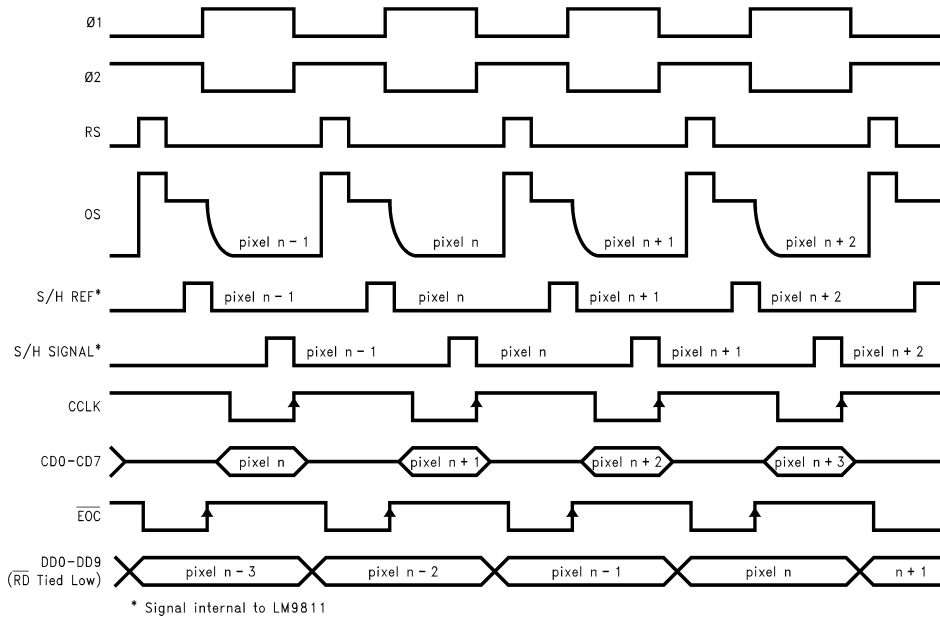 Ø1
Ø2
RS
OS
pixel n - 1
pixel n
pixel n + 1
pixel n + 2
S/H REF*
pixel n - 1
pixel n
pixel n + 1
pixel n + 2
S/H SIGNAL*
pixel n - 1
pixel n
pixel n + 1
pixel n + 2
CCLK
CD0-CD7
pixel n
pixel n + 1
pixel n + 2
pixel n + 3
E̅O̅C̅
DD0-DD9
(R̅D̅ Tied Low)
pixel n - 3
pixel n - 2
pixel n - 1
pixel n
n + 1
* Signal internal to LM9811